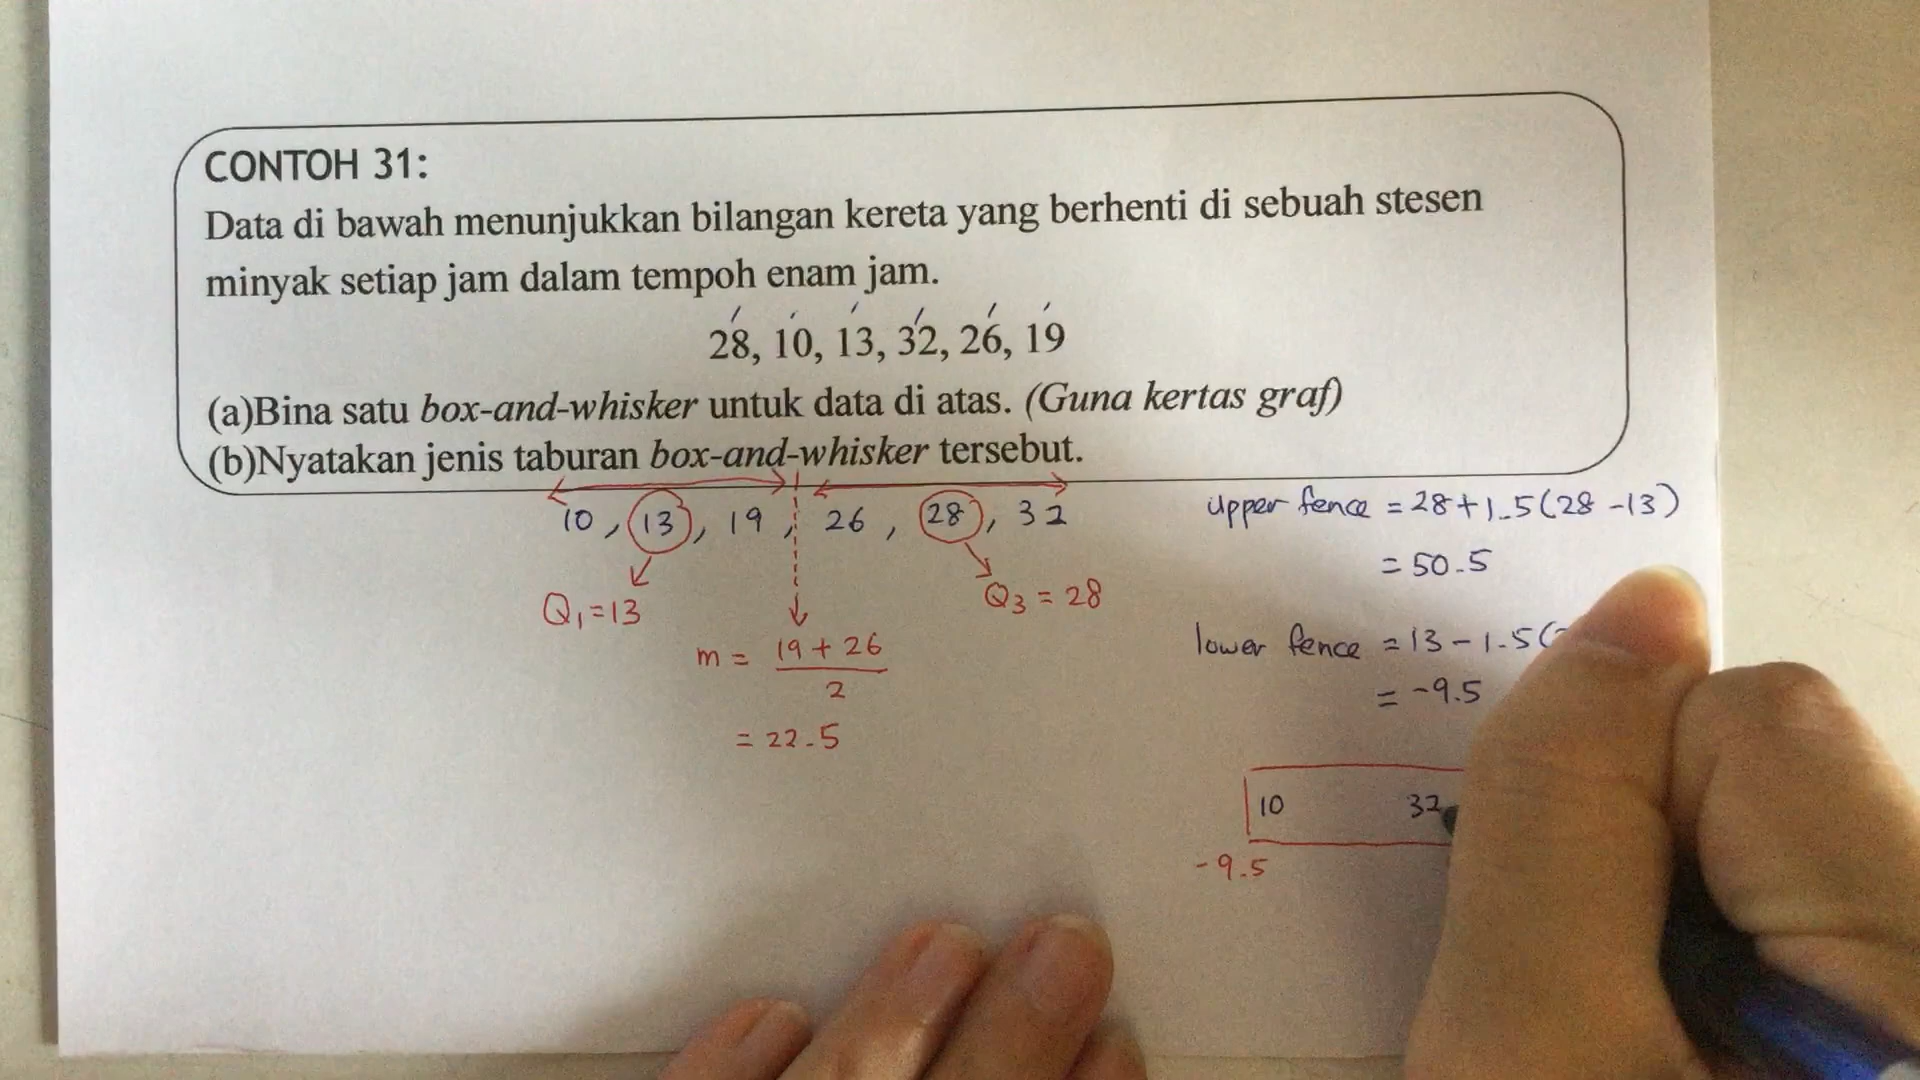 CONTOH 31:
Data di bawah menunjukkan bilangan kereta yang berhenti di sebuah stesen
minyak setiap jam dalam tempoh enam jam.
28, 10, 13, 32, 26, 19
(a)Bina satu box-and-whisker untuk data di atas. (Guna kertas graf)
(b)Nyatakan jenis taburan box-and-whisker tersebut.
10, 13, 19, 26, 28, 32
Q1=13
Q3 = 28
m = 19 + 26
2
= 22.5
upper fence = 28+1.5(28-13)
= 50.5
lower fence = 13-1.5(
= -9.5
10 32
-9.5